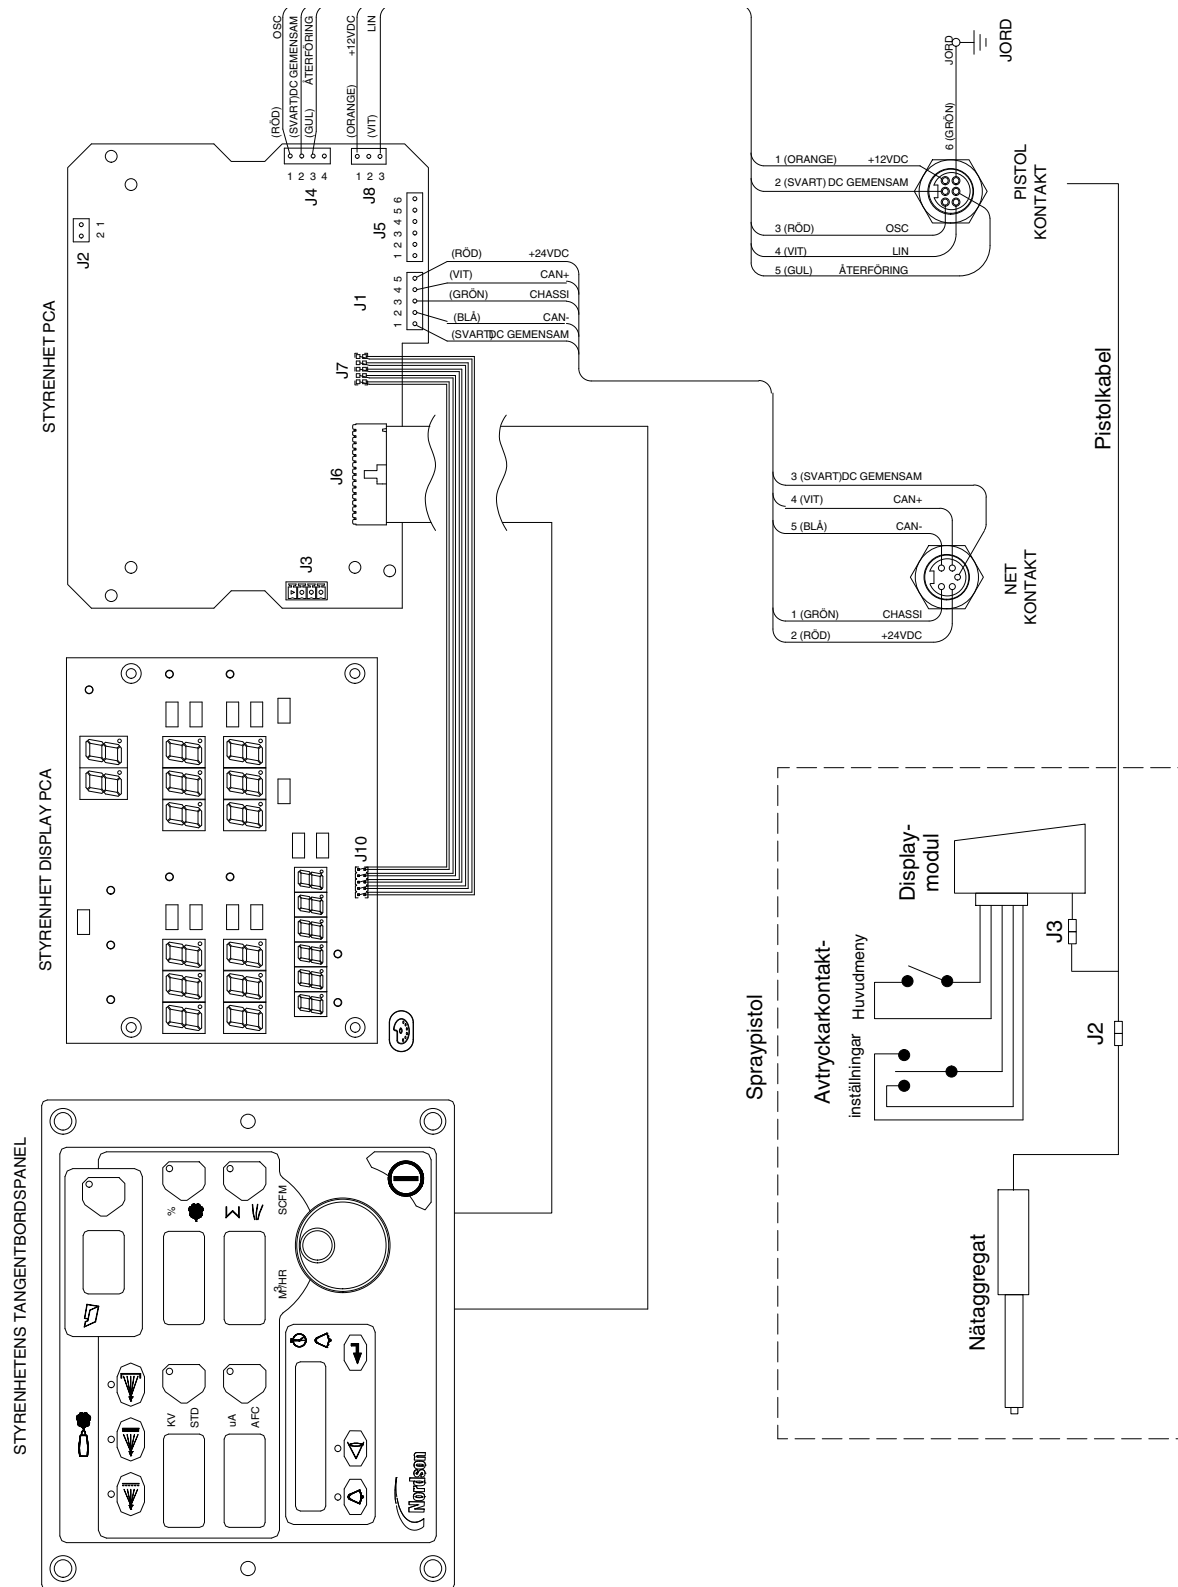 STYRENHET PCA
J2
2 1
OSC
(RÖD)
(SVART)DC GEMENSAM
(GUL)
ÅTERFÖRING
1 2 3 4
J4
+12VDC
(ORANGE)
LIN
(VIT)
1 2 3
J8
J5
1 2 3 4 5 6
J1
1 2 3 4 5
(RÖD) +24VDC
(VIT) CAN+
(GRÖN) CHASSI
(BLÅ) CAN-
(SVART)DC GEMENSAM
J7
J6
J3
1 (ORANGE) +12VDC
2 (SVART) DC GEMENSAM
3 (RÖD) OSC
4 (VIT) LIN
5 (GUL) ÅTERFÖRING
6 (GRÖN)
JORD
JORD
PISTOL
KONTAKT
Pistolkabel
3 (SVART)DC GEMENSAM
4 (VIT) CAN+
5 (BLÅ) CAN-
1 (GRÖN) CHASSI
2 (RÖD) +24VDC
NET
KONTAKT
STYRENHET DISPLAY PCA
J10
STYRENHETENS TANGENTBORDSPANEL
%
SCFM
M3/HR
KV
STD
uA
AFC
Nordson
Spraypistol
Avtryckarkontakt-
inställningar
Huvudmeny
Display-
modul
J3
J2
Nätaggregat